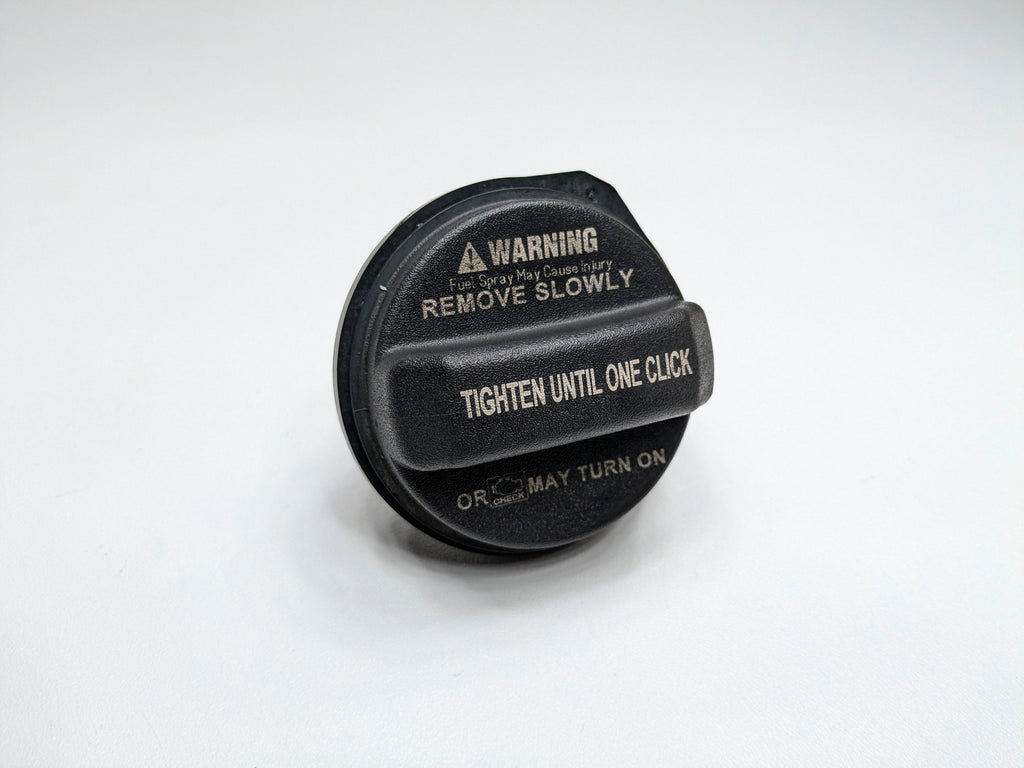 WARNING
Fuel Spray May Cause Injury
REMOVE SLOWLY
TIGHTEN UNTIL ONE CLICK
OR CHECK MAY TURN ON